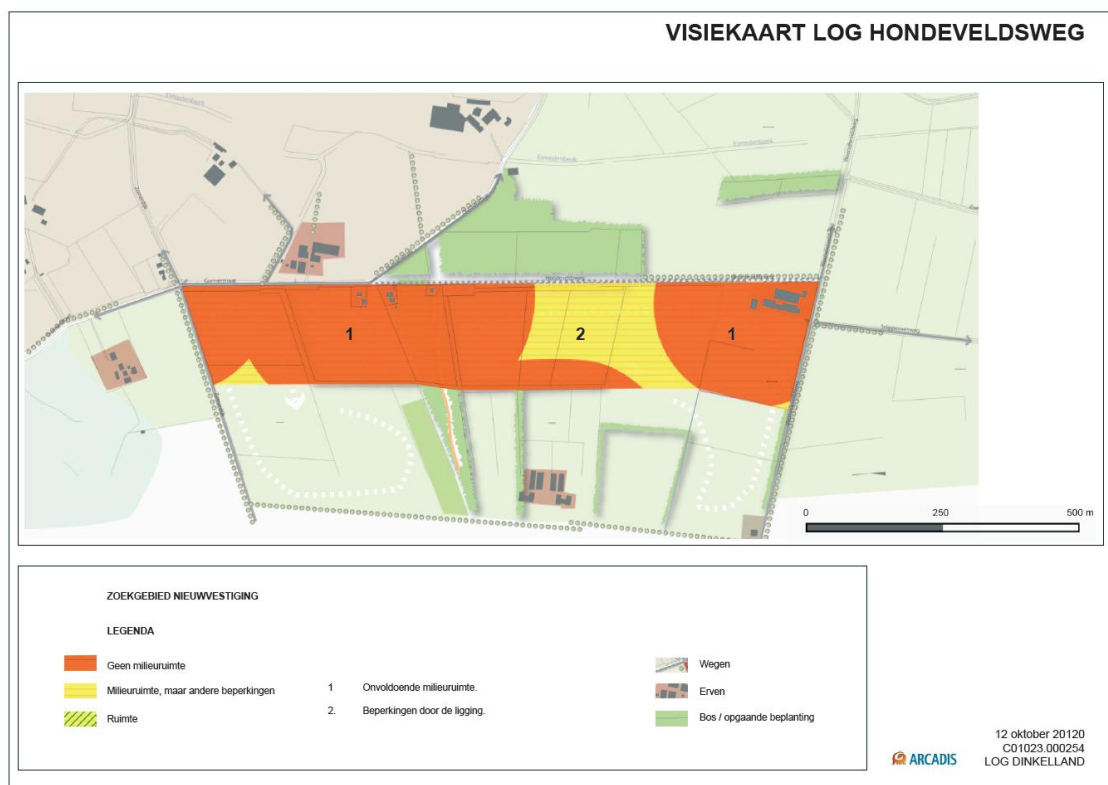 VISIEKAART LOG HONDEVELDSWEG
1
2
1
0 250 500 m
ZOEKGEBIED NIEUWVESTIGING
LEGENDA
Geen milieuruimte
Milieuruimte, maar andere beperkingen
Ruimte
1 Onvoldoende milieuruimte.
2. Beperkingen door de ligging.
Wegen
Erven
Bos / opgaande beplanting
12 oktober 20120
C01023.000254
ARCADIS LOG DINKELLAND